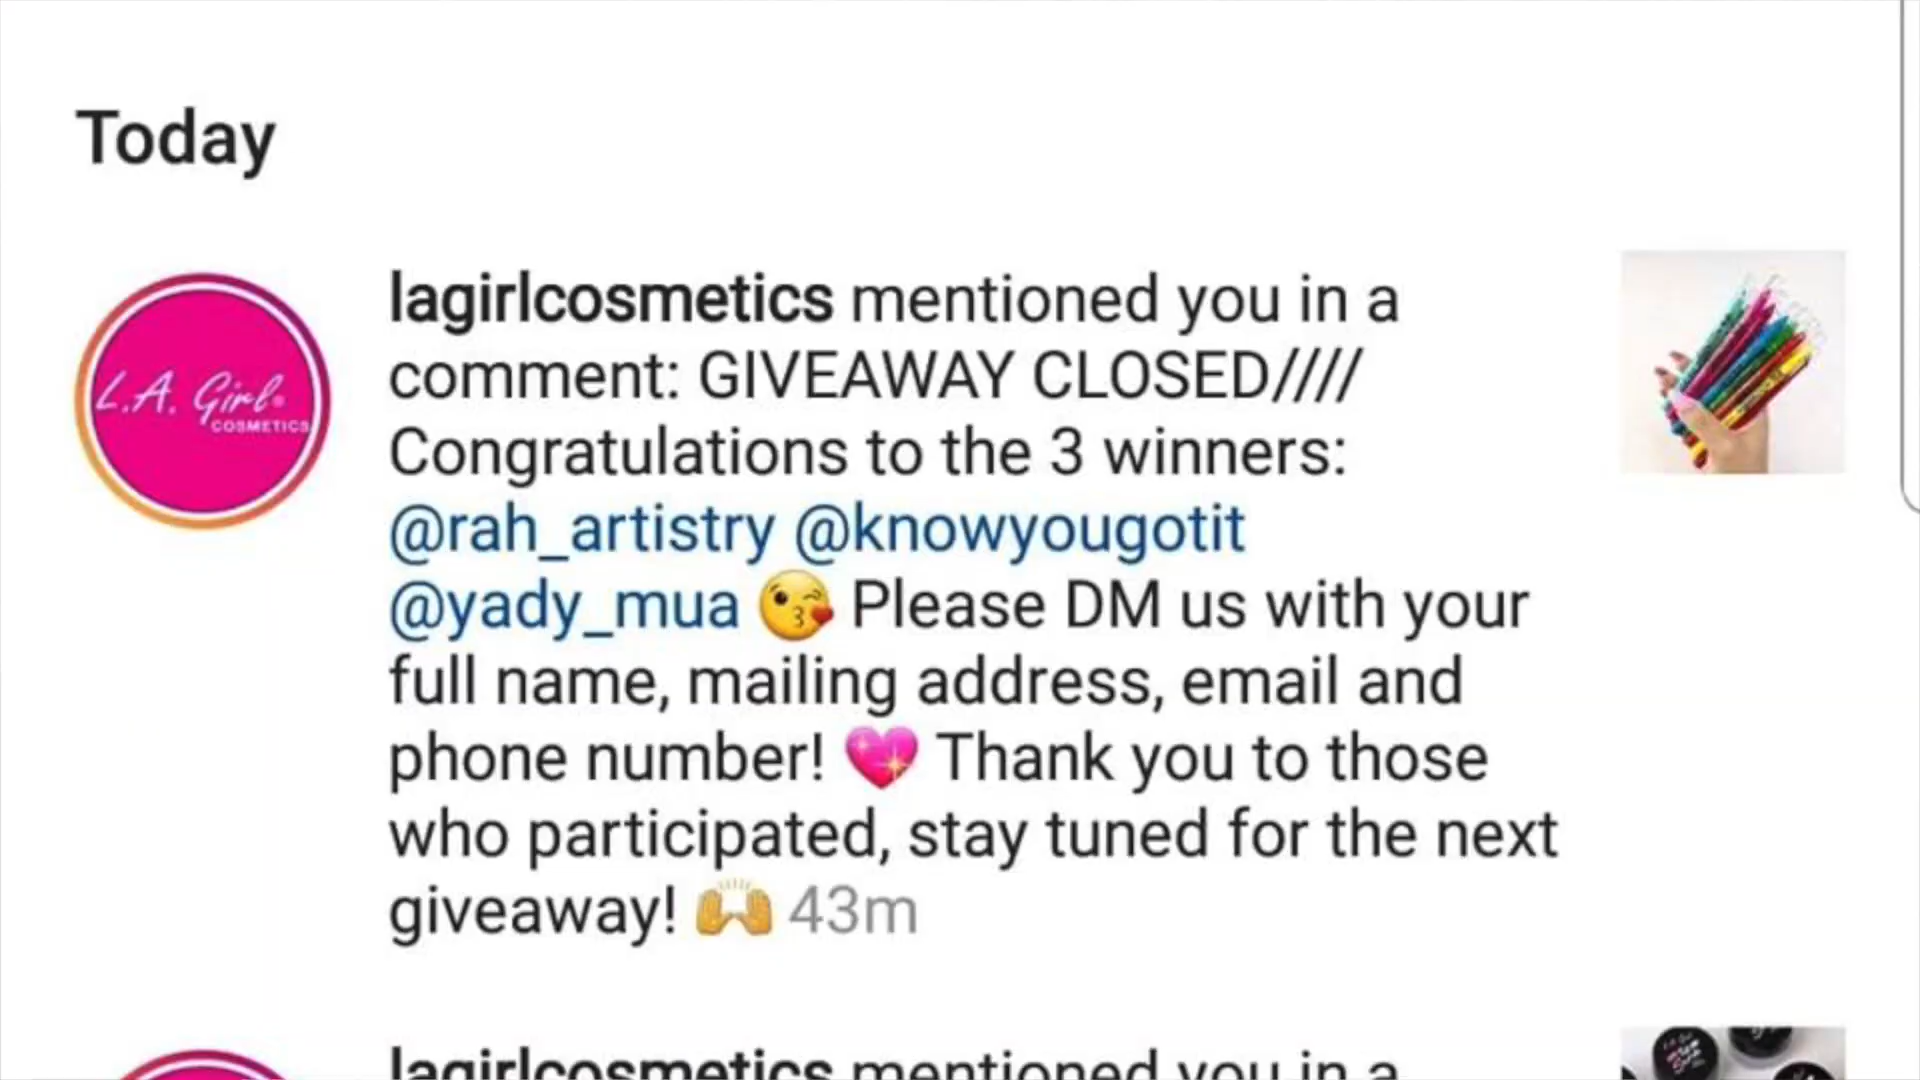 Today
L.A. Girl
COSMETICS
lagirlcosmetics mentioned you in a
comment: GIVEAWAY CLOSED////
Congratulations to the 3 winners:
@rah_artistry @knowyougotit
@yady_mua 😘 Please DM us with your
full name, mailing address, email and
phone number! 💖 Thank you to those
who participated, stay tuned for the next
giveaway! 🙌 43m
lagirlcosmetics mentioned you in a